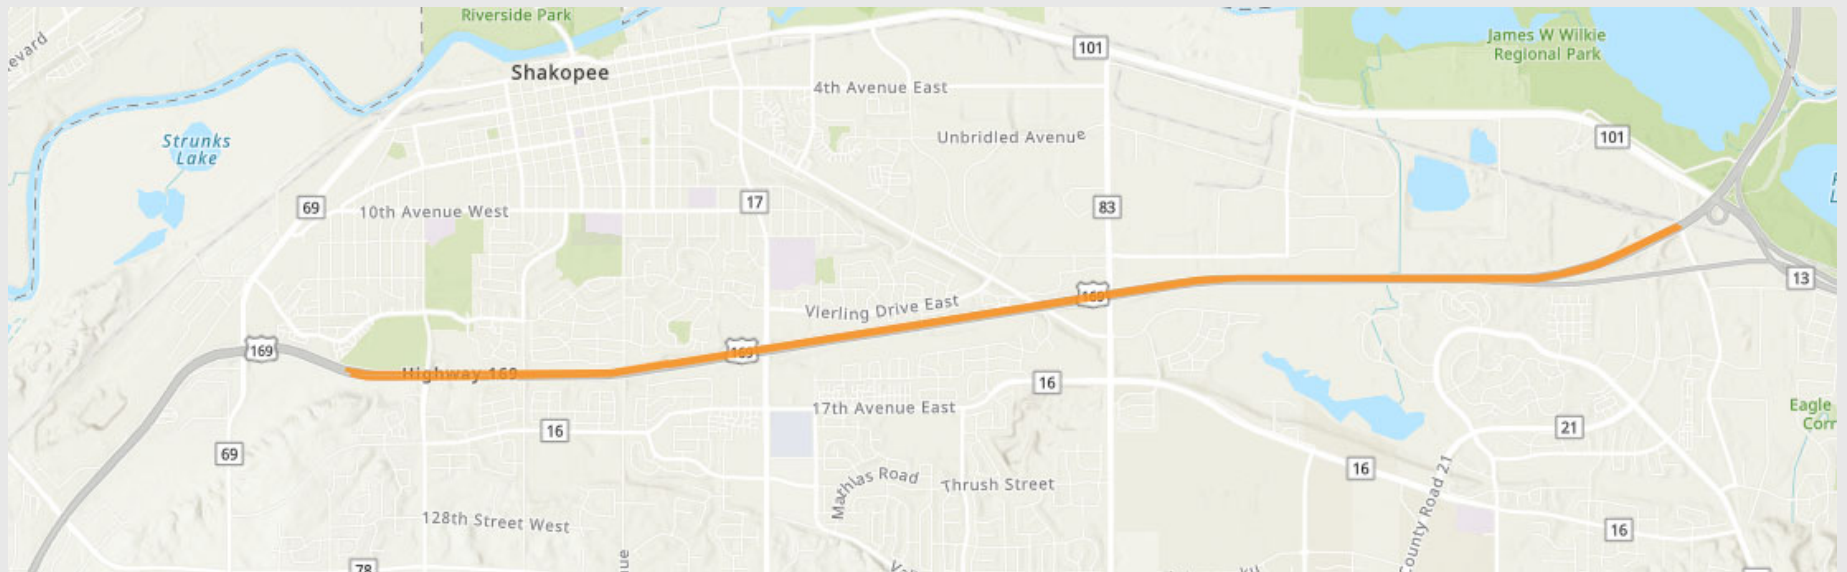 Riverside Park
evard
James W Wilkie
Regional Park
101
Shakopee
4th Avenue East
Unbridled Avenue
101
Strunks
Lake
69
10th Avenue West
17
83
13
Vierling Drive East
169
169
169
Highway 169
16
17th Avenue East
Eagle
Corr
16
21
69
16
Mathias Road
Thrush Street
County Road 21
128th Street West
16
78
ue